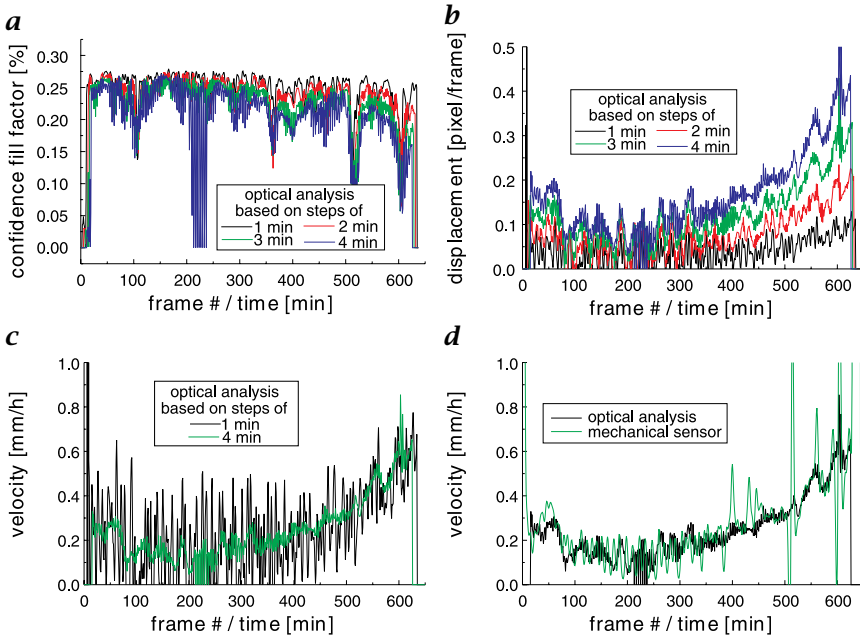 a
confidence fill factor [%]
0.30
0.25
0.20
0.15
0.10
0.05
0.00
optical analysis
based on steps of
1 min 2 min
3 min 4 min
0 100 200 300 400 500 600
frame # / time [min]
b
displacement [pixel/frame]
0.5
0.4
0.3
0.2
0.1
0.0
optical analysis
based on steps of
1 min 2 min
3 min 4 min
0 100 200 300 400 500 600
frame # / time [min]
c
velocity [mm/h]
1.0
0.8
0.6
0.4
0.2
0.0
optical analysis
based on steps of
1 min
4 min
0 100 200 300 400 500 600
frame # / time [min]
d
velocity [mm/h]
1.0
0.8
0.6
0.4
0.2
0.0
optical analysis
mechanical sensor
0 100 200 300 400 500 600
frame # / time [min]